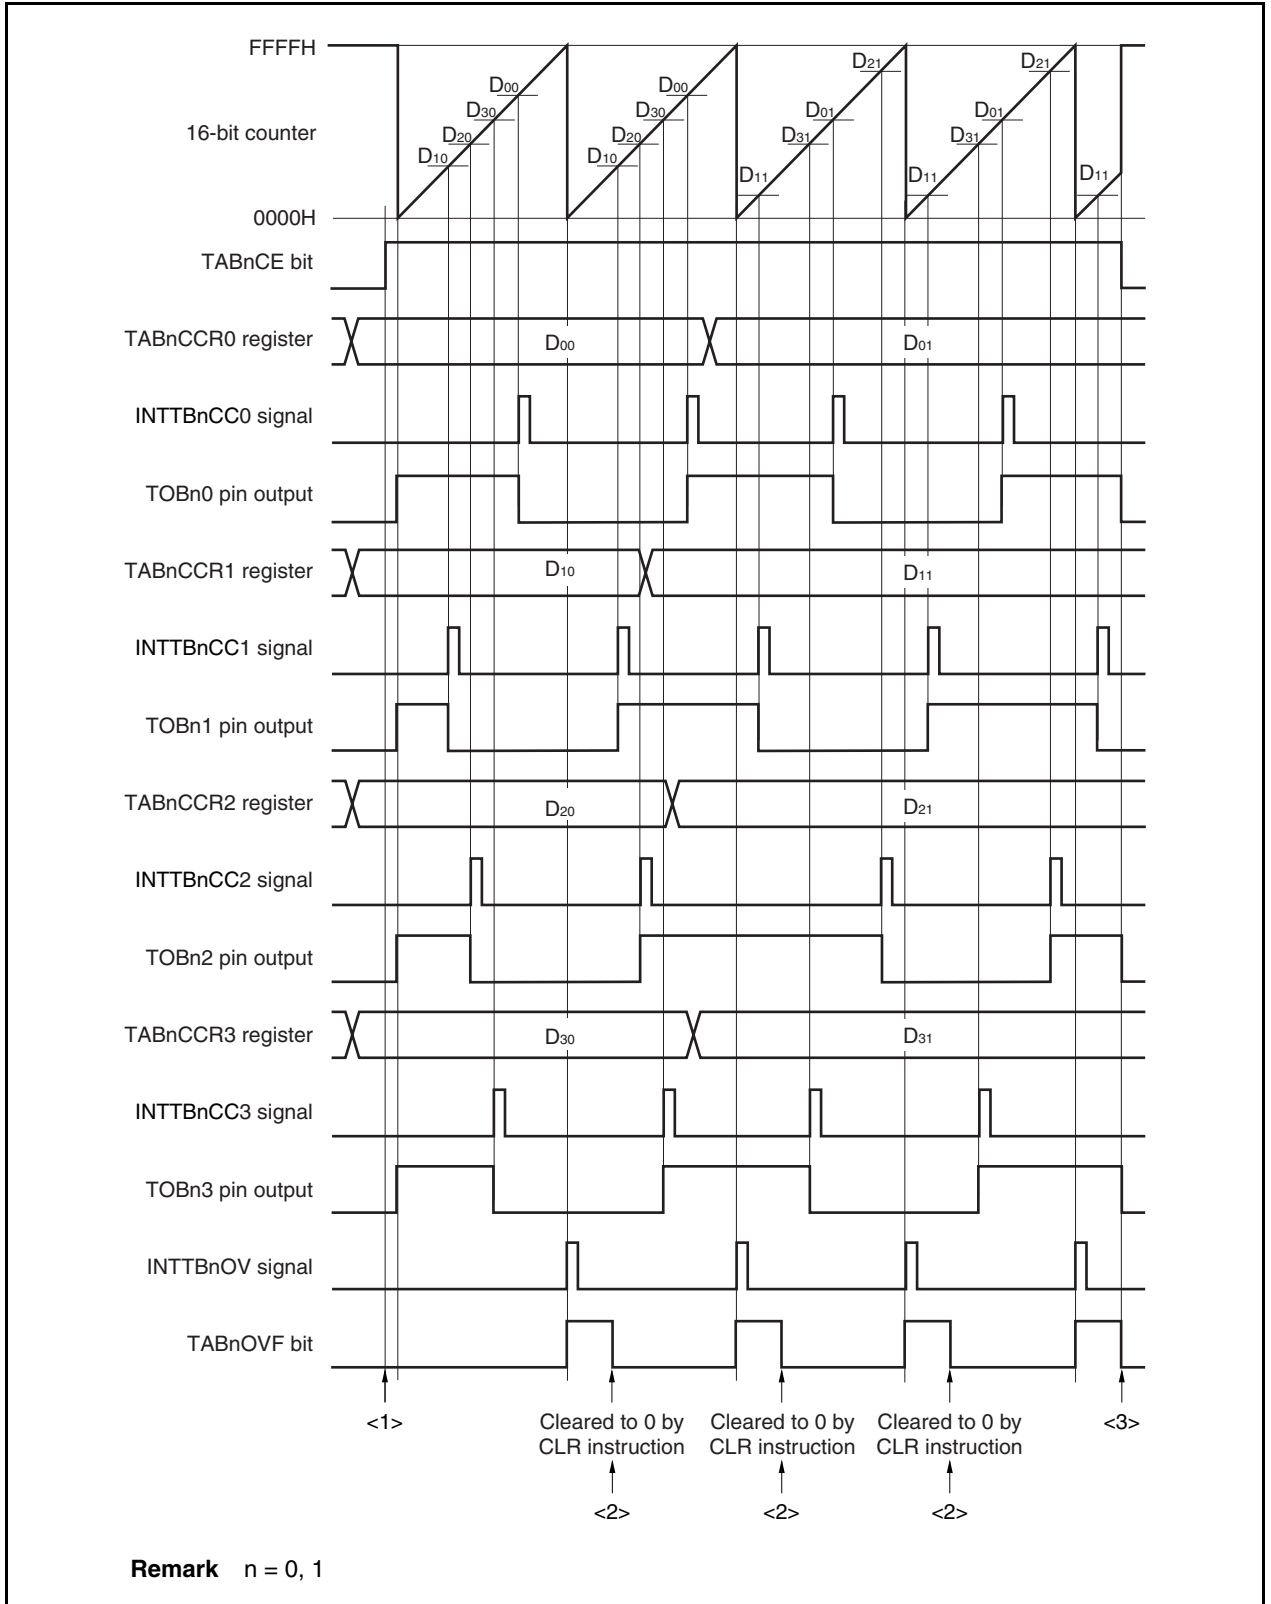 FFFFH
D00
D00
D21
D21
D30
D30
D01
D01
16-bit counter
D20
D20
D31
D31
D10
D10
D11
D11
D11
0000H
TABnCE bit
TABnCCR0 register
D00
D01
INTTBnCC0 signal
TOBn0 pin output
TABnCCR1 register
D10
D11
INTTBnCC1 signal
TOBn1 pin output
TABnCCR2 register
D20
D21
INTTBnCC2 signal
TOBn2 pin output
TABnCCR3 register
D30
D31
INTTBnCC3 signal
TOBn3 pin output
INTTBnOV signal
TABnOVF bit
<1>
Cleared to 0 by
CLR instruction
Cleared to 0 by
CLR instruction
Cleared to 0 by
CLR instruction
<3>
<2>
<2>
<2>
Remark n = 0, 1